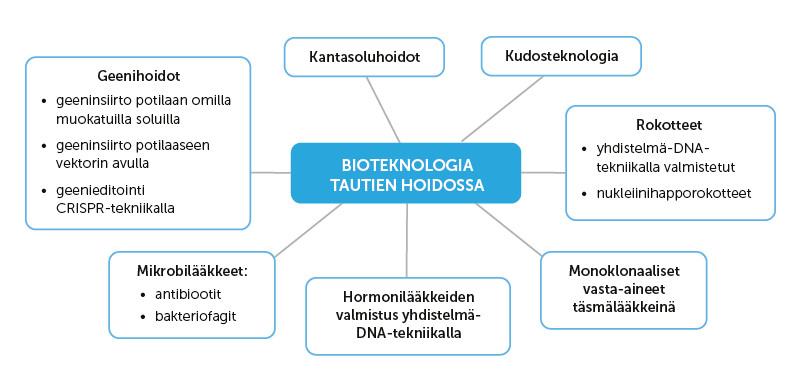 Geenihoidot
• geeninsiirto potilaan omilla
muokatuilla soluilla
• geeninsiirto potilaaseen
vektorin avulla
• geenieditointi
CRISPR-tekniikalla
Kantasoluhoidot
Kudosteknologia
Rokotteet
• yhdistelmä-DNA-
tekniikalla valmistetut
• nukleiinihapporokotteet
BIOTEKNOLOGIA
TAUTIEN HOIDOSSA
Mikrobilääkkeet:
• antibiootit
• bakteriofagit
Hormonilääkkeiden
valmistus yhdistelmä-
DNA-tekniikalla
Monoklonaaliset
vasta-aineet
täsmälääkkeinä